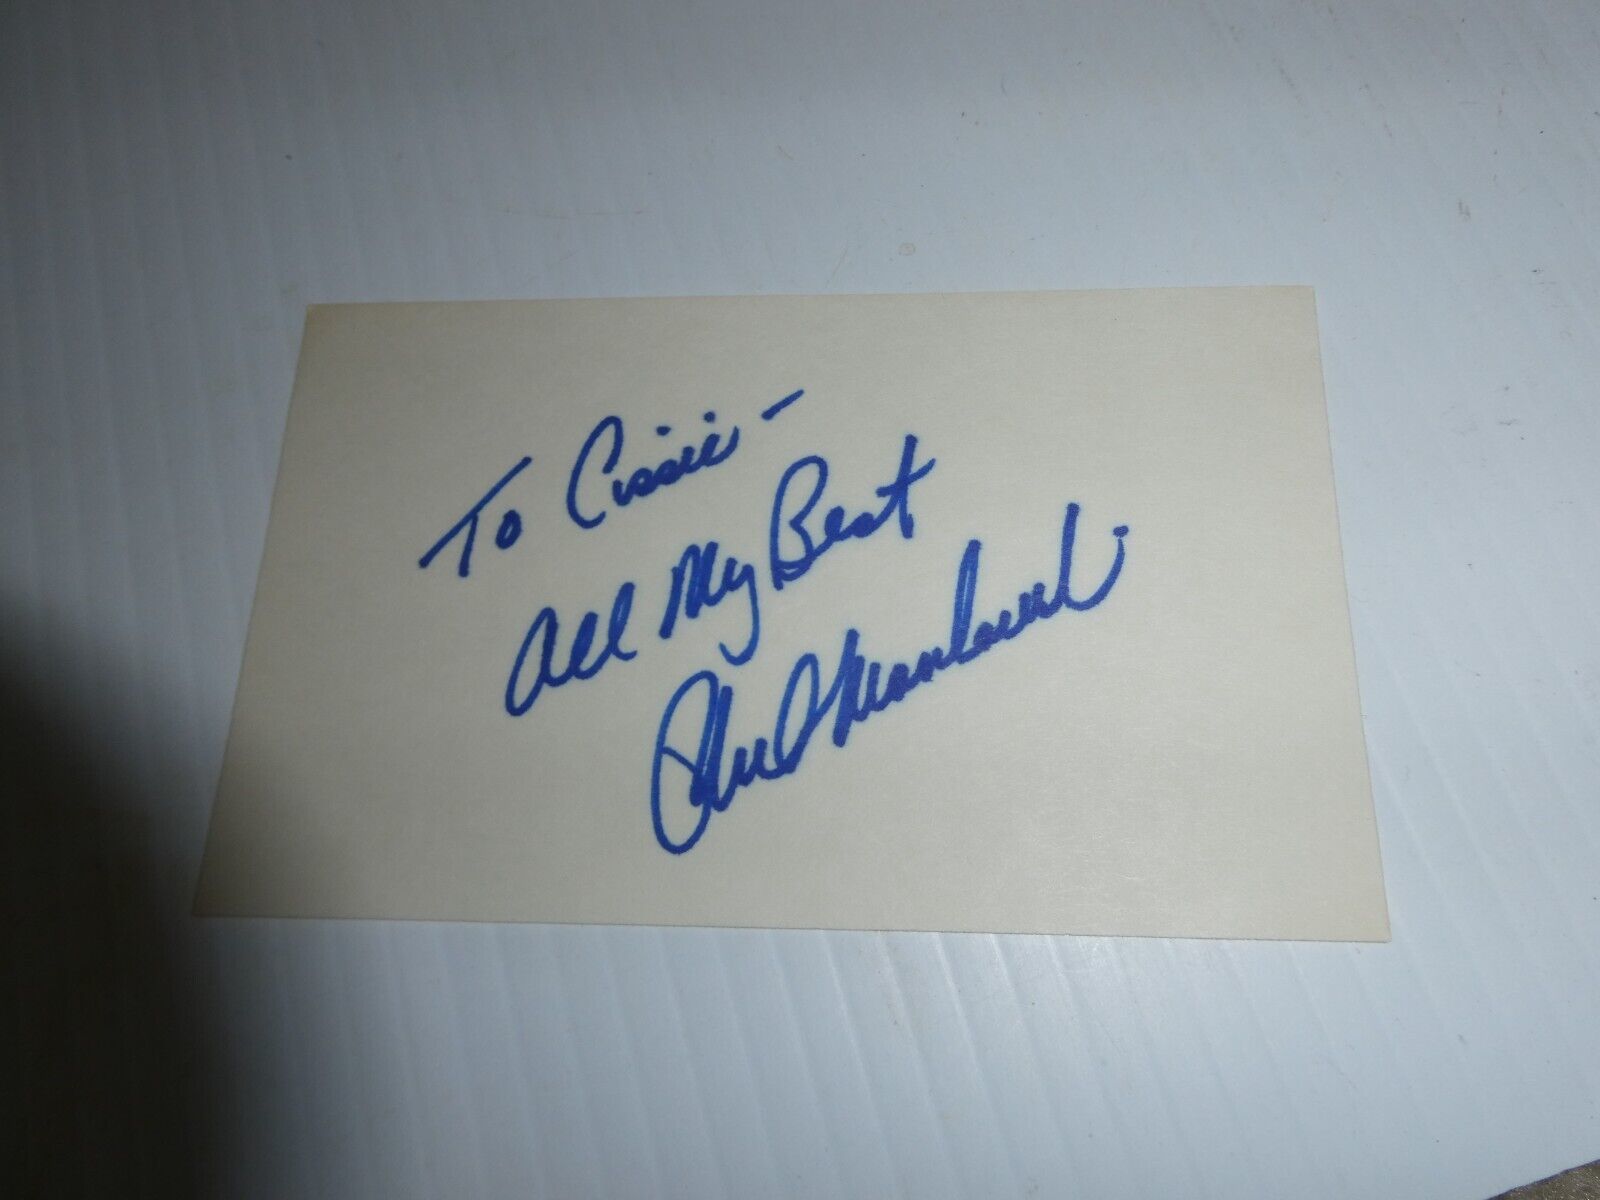 To Cissie -
All My Best